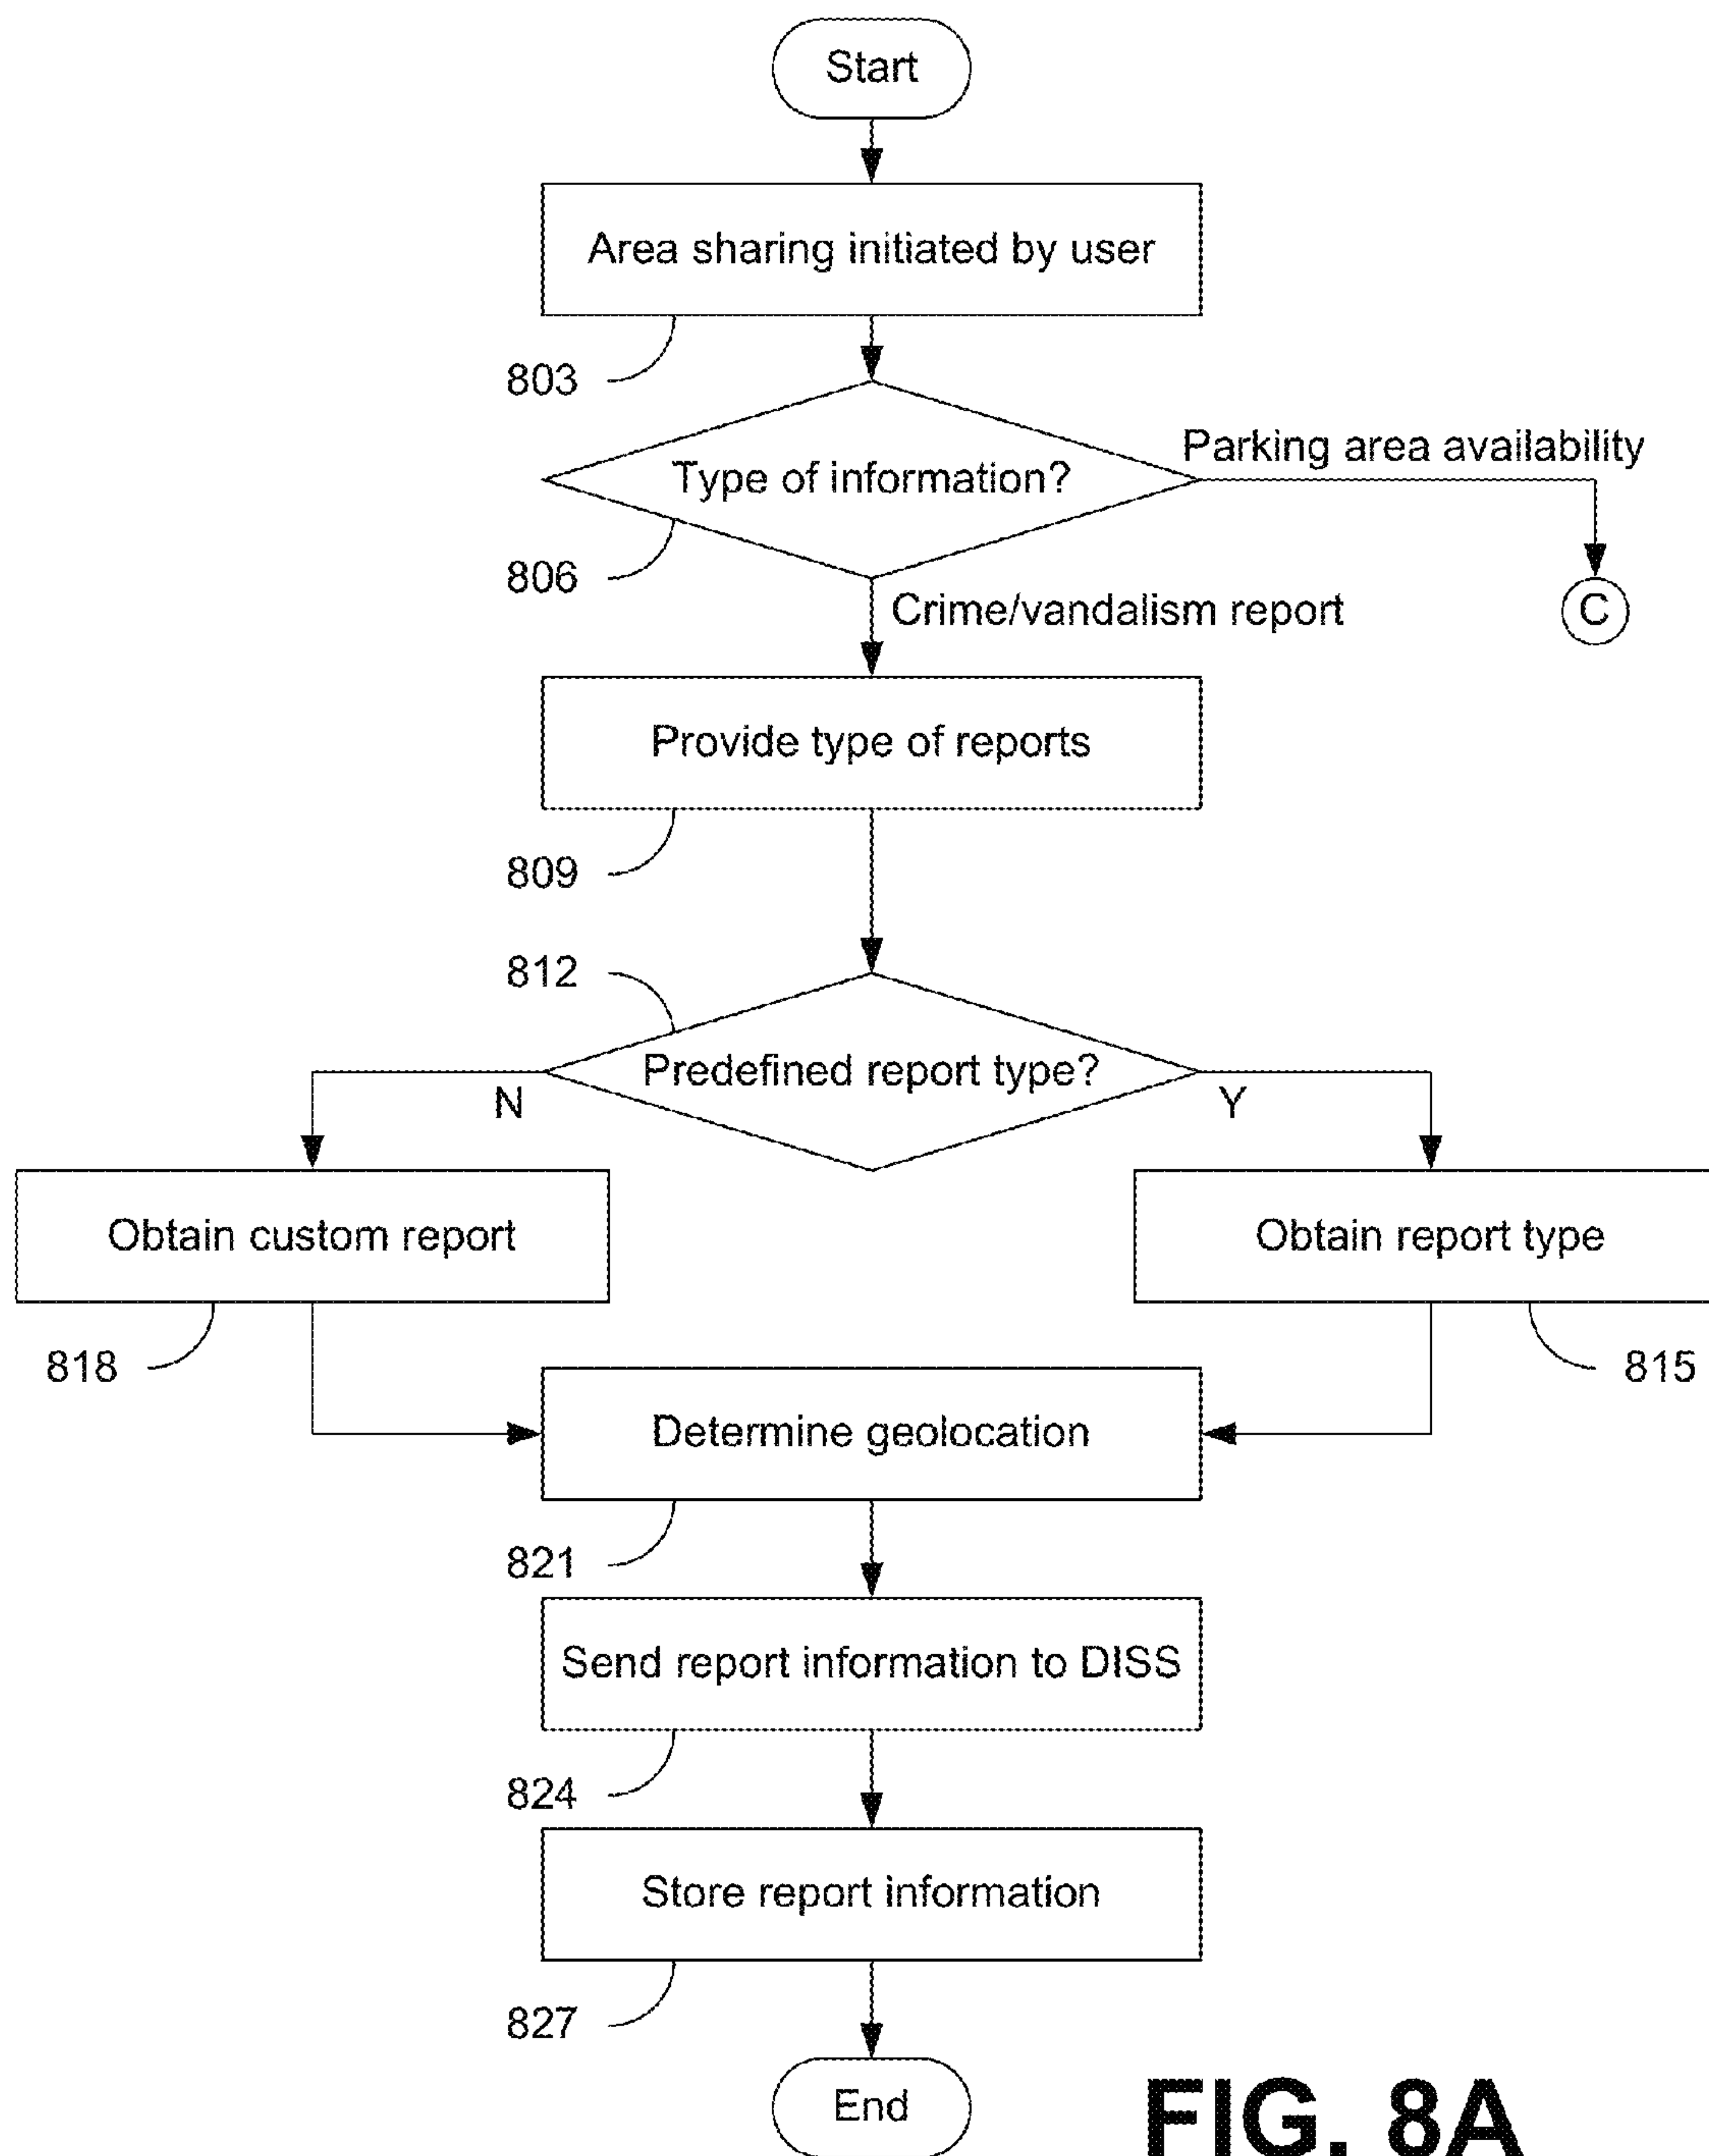 Start
Area sharing initiated by user
803
Parking area availability
Type of information?
806
C
Crime/vandalism report
Provide type of reports
809
812
Predefined report type?
N
Y
Obtain custom report
Obtain report type
818
815
Determine geolocation
821
Send report information to DISS
824
Store report information
827
End
FIG. 8A